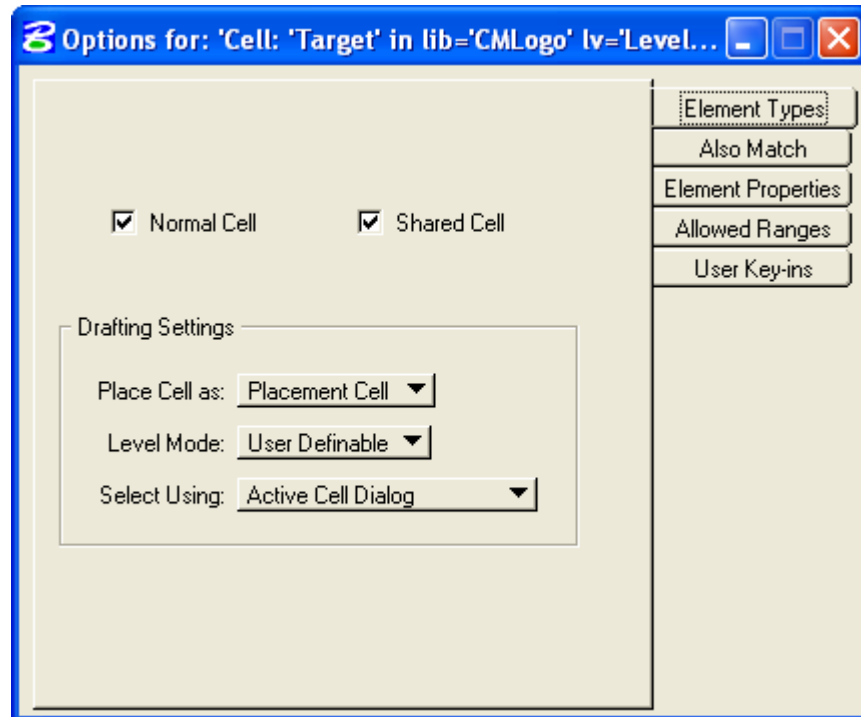 Options for: 'Cell: 'Target' in lib='CMLogo' lv='Level...
Element Types
Also Match
Element Properties
Allowed Ranges
User Key-ins
Normal Cell
Shared Cell
Drafting Settings
Place Cell as: Placement Cell
Level Mode: User Definable
Select Using: Active Cell Dialog